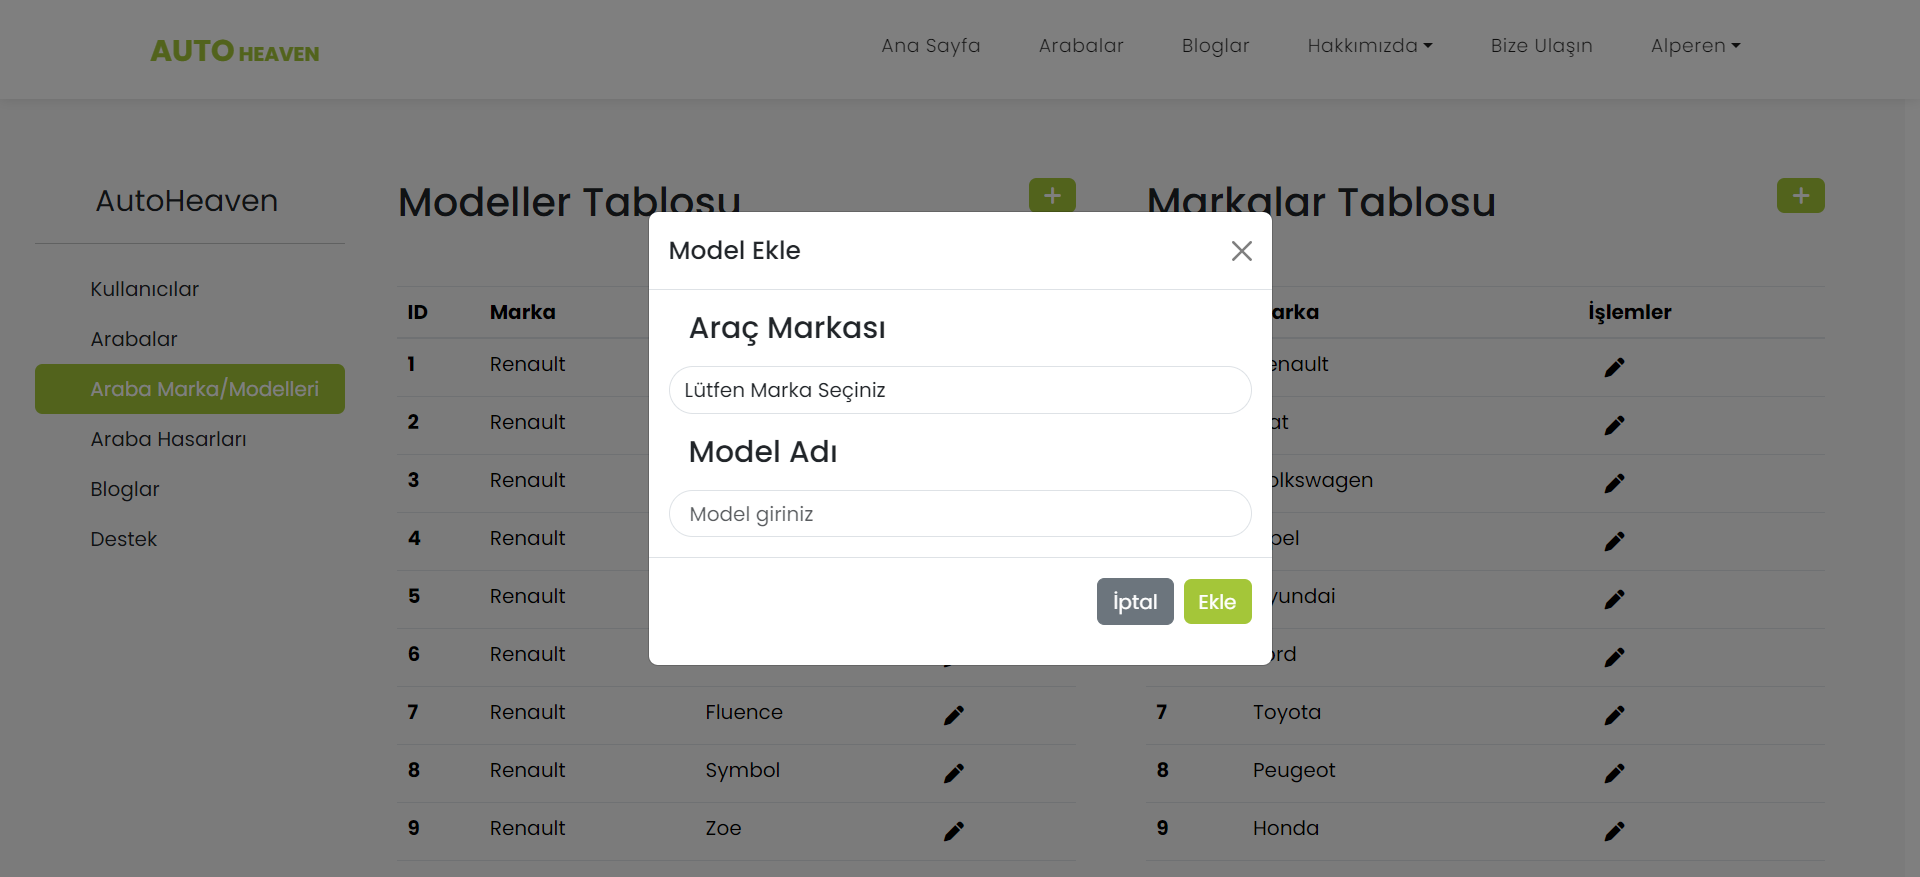 AUTO HEAVEN
Ana Sayfa Arabalar Bloglar Hakkımızda Bize Ulaşın Alperen
AutoHeaven
Kullanıcılar
Arabalar
Araba Marka/Modelleri
Araba Hasarları
Bloglar
Destek
Modeller Tablosu
ID Marka
1 Renault
2 Renault
3 Renault
4 Renault
5 Renault
6 Renault
7 Renault Fluence
8 Renault Symbol
9 Renault Zoe
Model Ekle
Araç Markası
Lütfen Marka Seçiniz
Model Adı
Model giriniz
İptal Ekle
Markalar Tablosu
arka İşlemler
enault
at
olkswagen
pel
yundai
ord
7 Toyota
8 Peugeot
9 Honda